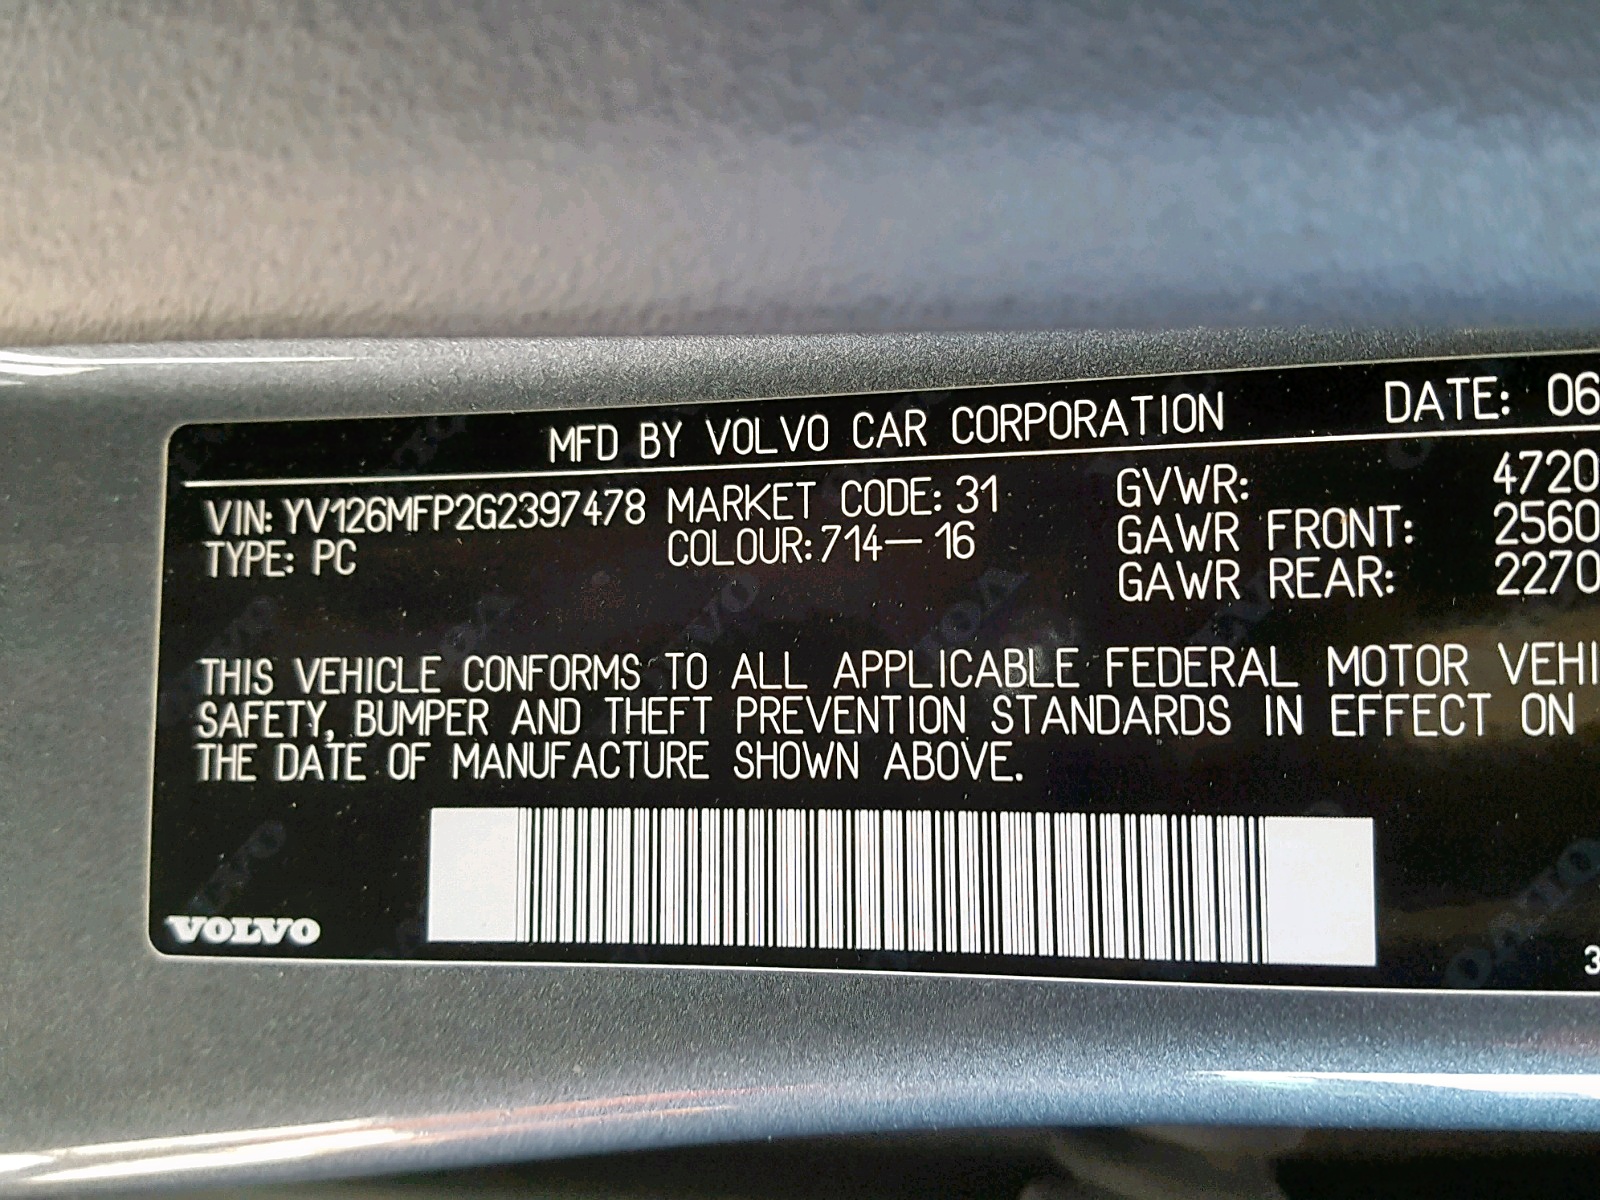 MFD BY VOLVO CAR CORPORATION DATE: 06
VIN: YV126MFP2G2397478 MARKET CODE: 31 GVWR: 4720
TYPE: PC COLOUR: 714-16 GAWR FRONT: 2560
GAWR REAR: 2270
THIS VEHICLE CONFORMS TO ALL APPLICABLE FEDERAL MOTOR VEHI
SAFETY, BUMPER AND THEFT PREVENTION STANDARDS IN EFFECT ON
THE DATE OF MANUFACTURE SHOWN ABOVE.
VOLVO
3